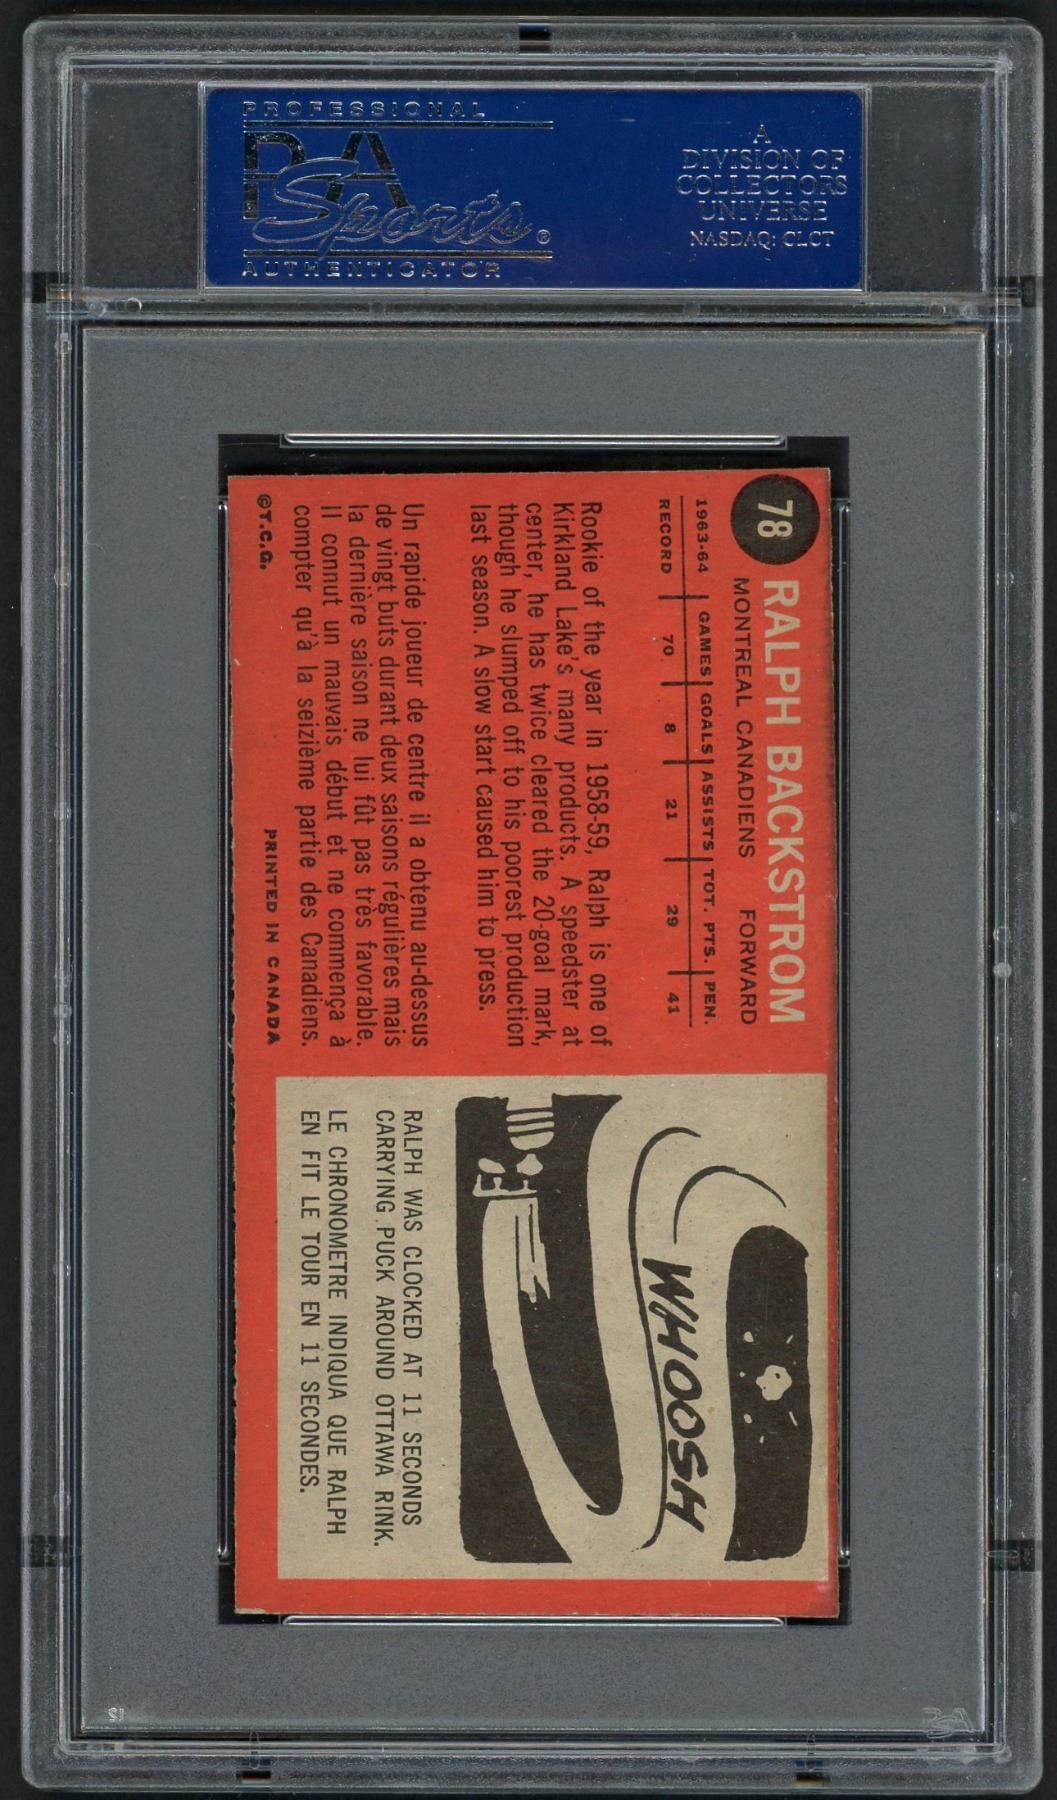 PROFESSIONAL
PSA
Sports®
AUTHENTICATOR
A
DIVISION OF
COLLECTORS
UNIVERSE
NASDAQ: CLCT
78
RALPH BACKSTROM
MONTREAL CANADIENS FORWARD
1963-64 GAMES GOALS ASSISTS TOT. PTS. PEN.
RECORD 70 8 21 29 41
Rookie of the year in 1958-59, Ralph is one of
Kirkland Lake's many products. A speedster at
center, he has twice cleared the 20-goal mark,
though he slumped off to his poorest production
last season. A slow start caused him to press.
Un rapide joueur de centre il a obtenu au-dessus
de vingt buts durant deux saisons régulières mais
la dernière saison ne lui fût pas très favorable.
Il connut un mauvais début et ne commença à
compter qu'à la seizième partie des Canadiens.
©T.C.G. PRINTED IN CANADA
WHOOSH
RALPH WAS CLOCKED AT 11 SECONDS
CARRYING PUCK AROUND OTTAWA RINK.
LE CHRONOMETRE INDIQUA QUE RALPH
EN FIT LE TOUR EN 11 SECONDES.
PSA